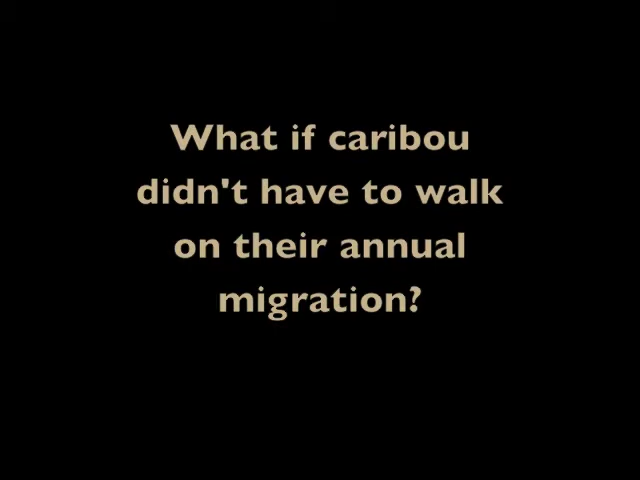 What if caribou
didn't have to walk
on their annual
migration?